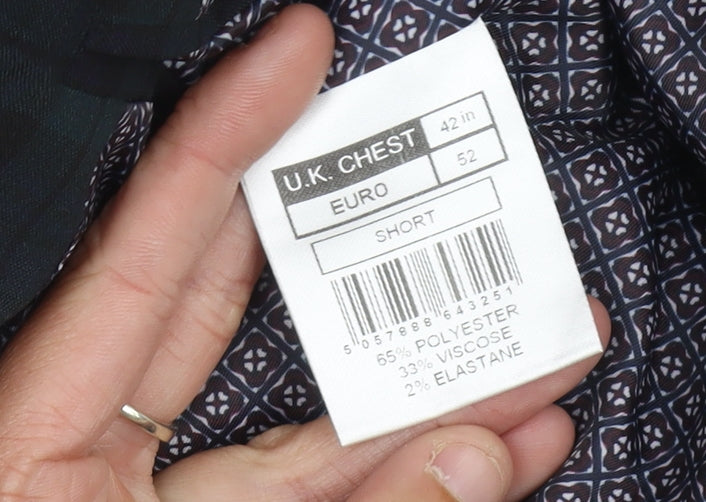 U.K. CHEST 42 in
EURO 52
SHORT
5 057888 643251
65% POLYESTER
33% VISCOSE
2% ELASTANE